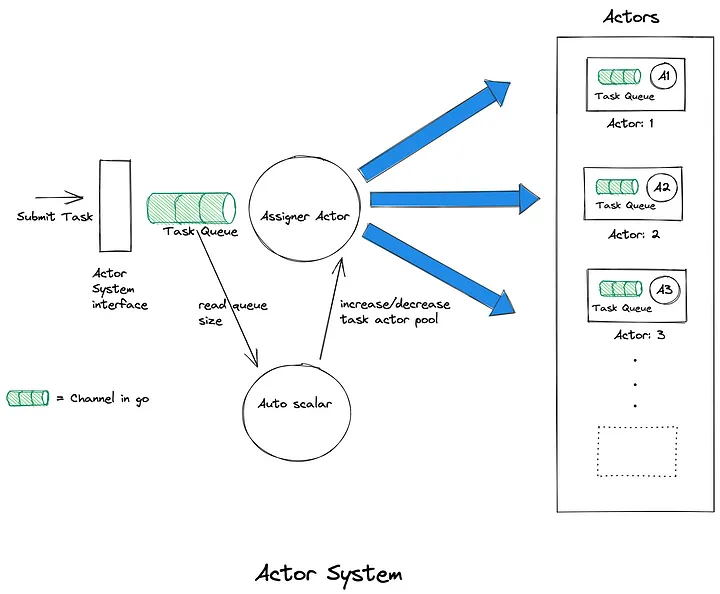 Actors
A1
Task Queue
Actor: 1
Submit Task
Task Queue
Assigner Actor
A2
Task Queue
Actor: 2
Actor
System
interface
read queue
size
increase/decrease
task actor pool
A3
Task Queue
Actor: 3
Auto scalar
= Channel in go
Actor System